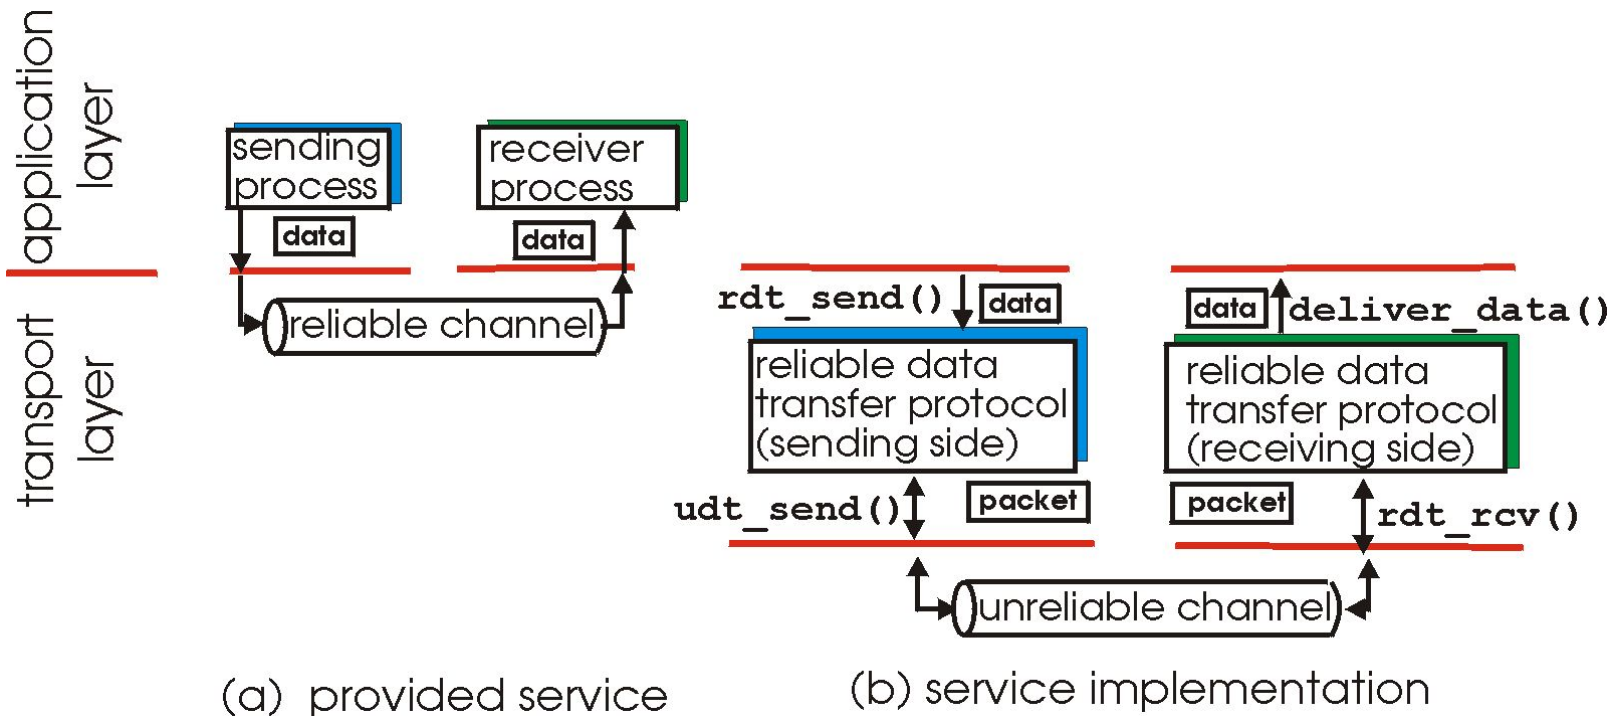 application
layer
transport
layer
sending
process
data
receiver
process
data
reliable channel
(a) provided service
rdt_send()
data
reliable data
transfer protocol
(sending side)
udt_send()
packet
data
deliver_data()
reliable data
transfer protocol
(receiving side)
packet
rdt_rcv()
unreliable channel
(b) service implementation